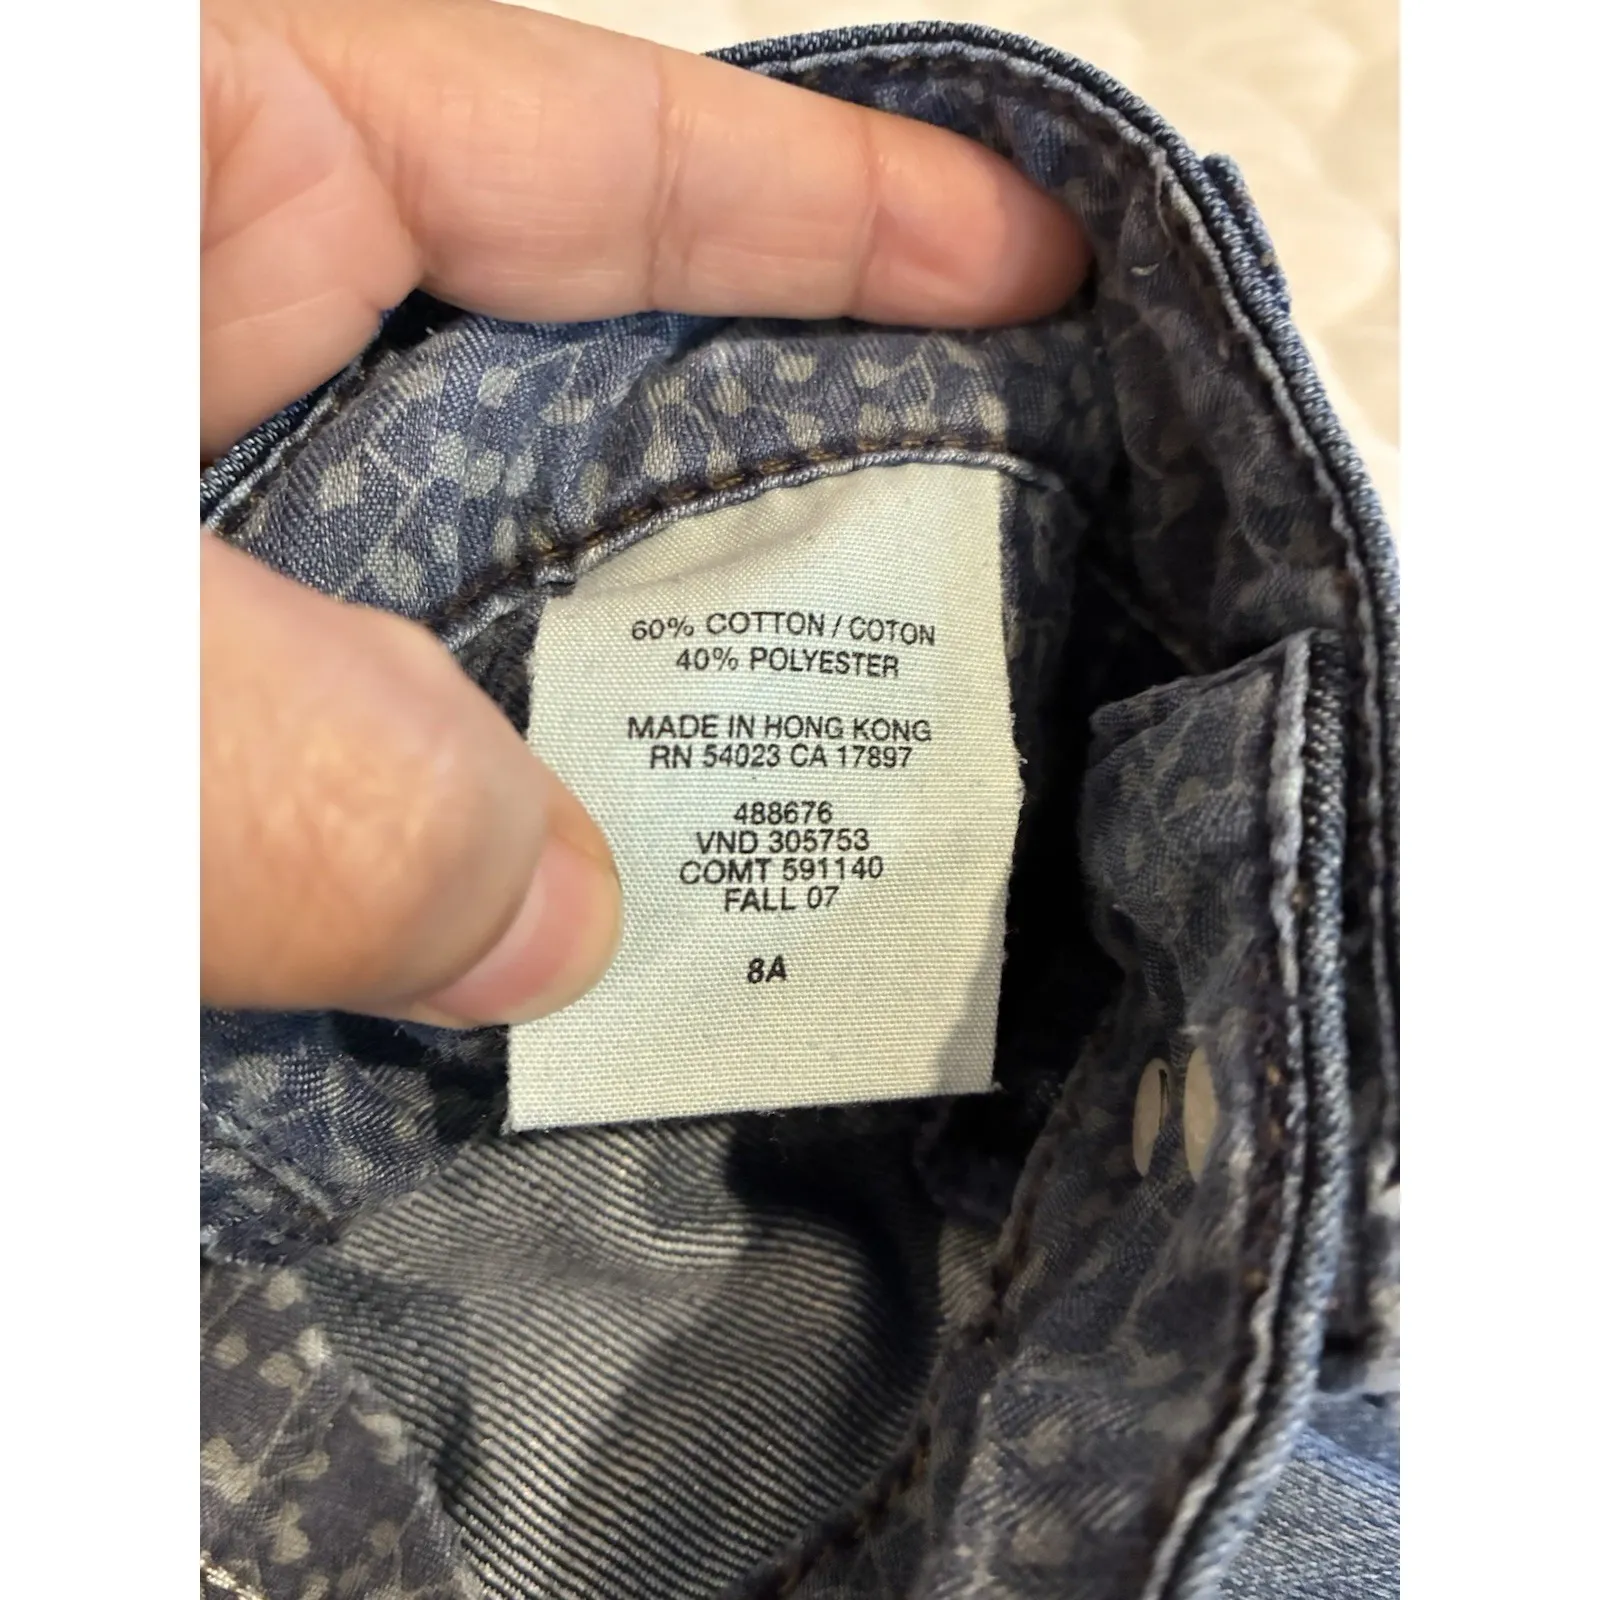 60% COTTON / COTON
40% POLYESTER
MADE IN HONG KONG
RN 54023 CA 17897
488676
VND 305753
COMT 591140
FALL 07
8A